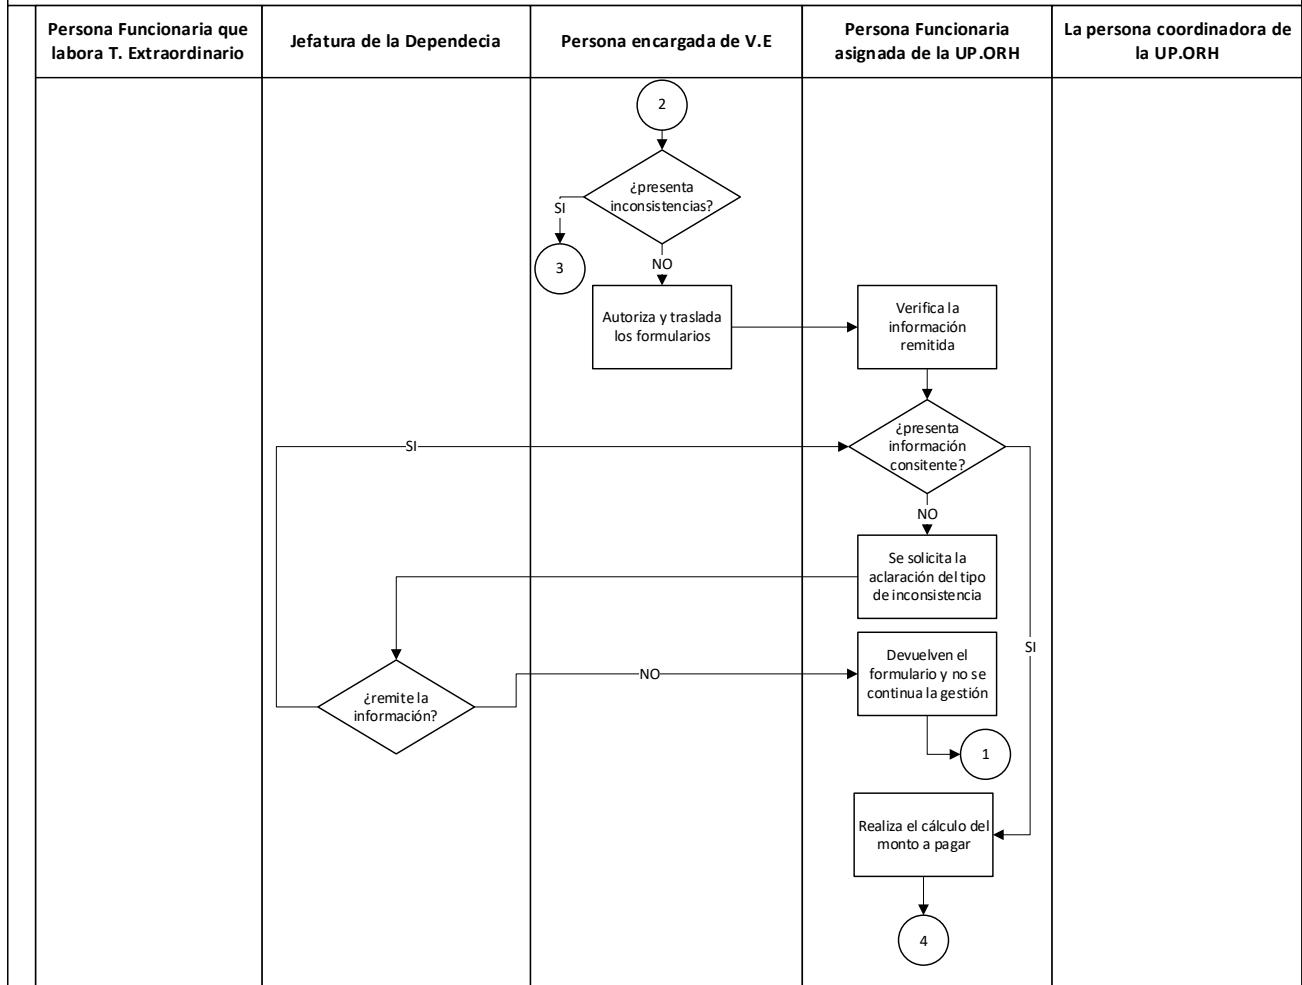 Persona Funcionaria que
labora T. Extraordinario
Jefatura de la Dependecia
Persona encargada de V.E
Persona Funcionaria
asignada de la UP.ORH
La persona coordinadora de
la UP.ORH
2
¿presenta
inconsistencias?
SI
3
NO
Autoriza y traslada
los formularios
Verifica la
información
remitida
¿presenta
información
consitente?
SI
NO
Se solicita la
aclaración del tipo
de inconsistencia
SI
¿remite la
información?
NO
Devuelven el
formulario y no se
continua la gestión
1
Realiza el cálculo del
monto a pagar
4